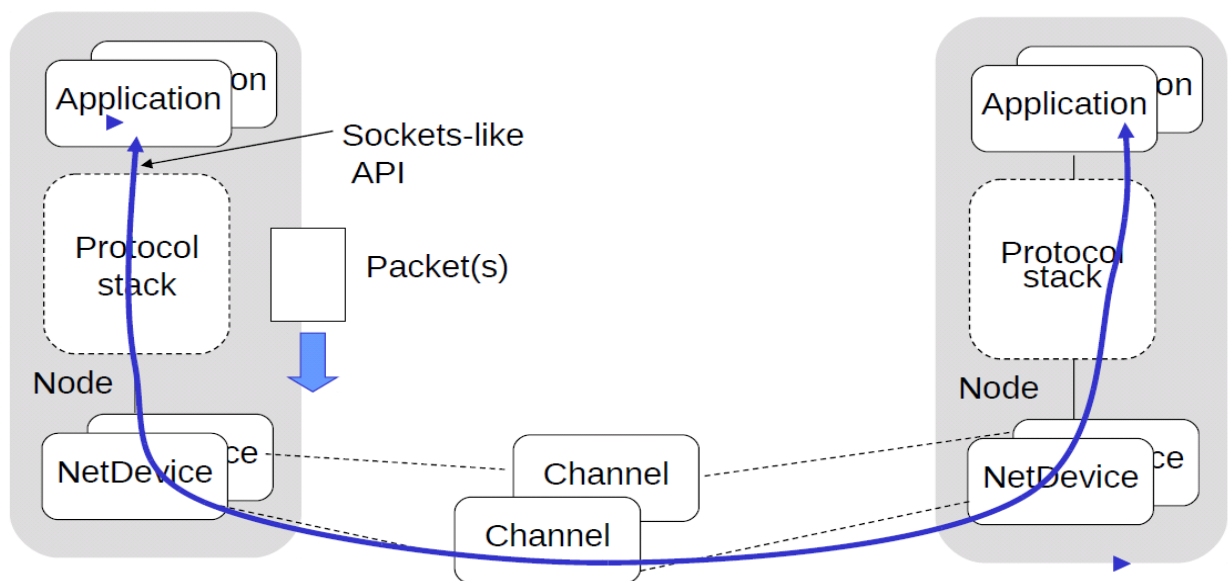 on
Application
Sockets-like
API
Protocol
stack
Packet(s)
Node
ce
NetDevice
Channel
Channel
on
Application
Protocol
stack
Node
ce
NetDevice